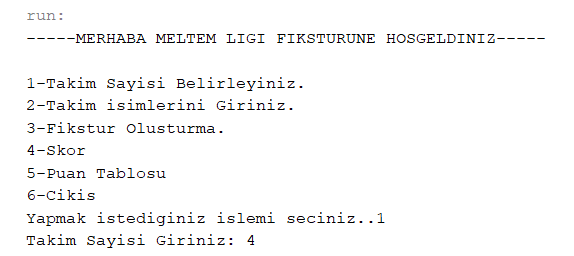 run:
-----MERHABA MELTEM LIGI FIKSTURUNE HOSGELDINIZ-----
1-Takim Sayisi Belirleyiniz.
2-Takim isimlerini Giriniz.
3-Fikstur Olusturma.
4-Skor
5-Puan Tablosu
6-Cikis
Yapmak istediginiz islemi seciniz..1
Takim Sayisi Giriniz: 4